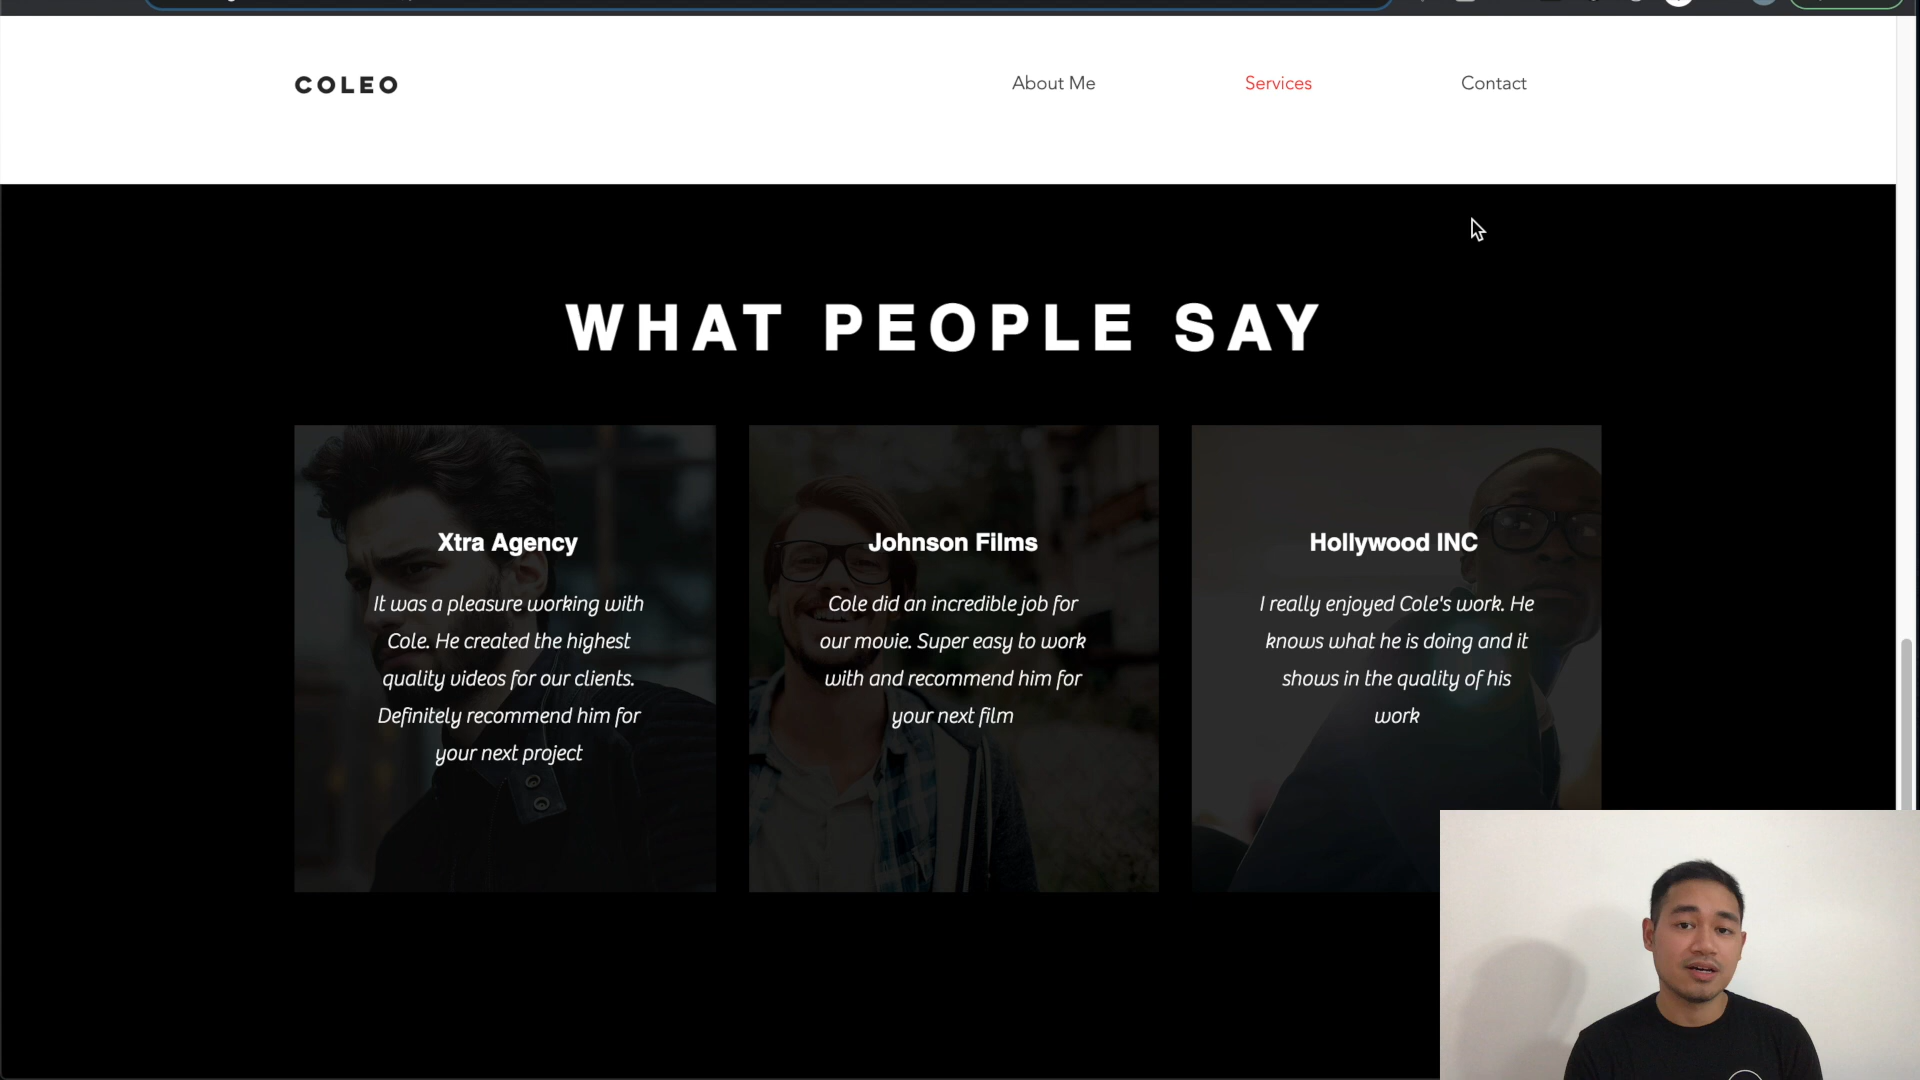 COLEO
About Me
Services
Contact
WHAT PEOPLE SAY
Xtra Agency
It was a pleasure working with
Cole. He created the highest
quality videos for our clients.
Definitely recommend him for
your next project
Johnson Films
Cole did an incredible job for
our movie. Super easy to work
with and recommend him for
your next film
Hollywood INC
I really enjoyed Cole's work. He
knows what he is doing and it
shows in the quality of his
work